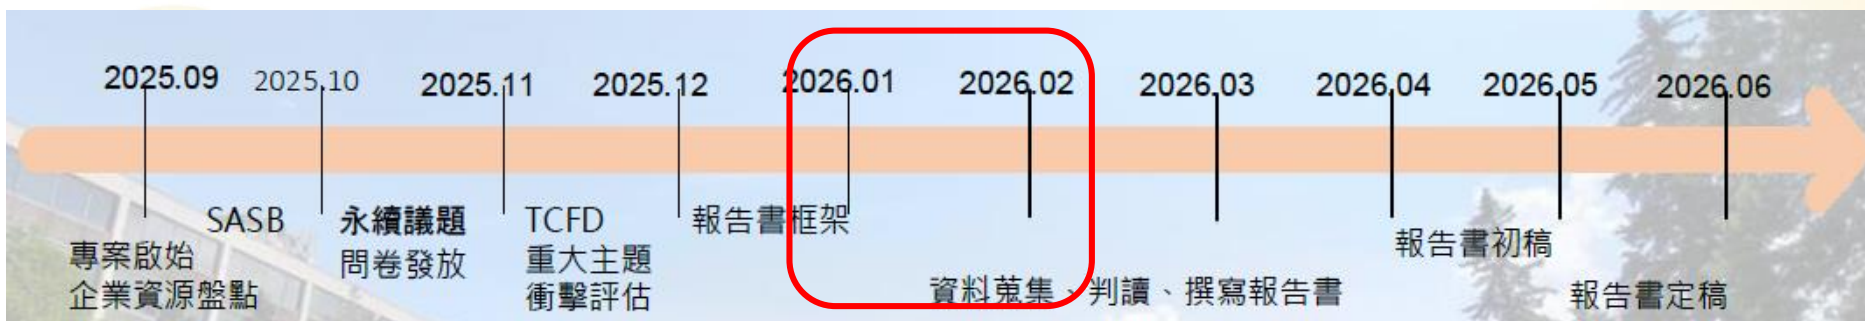 2025.09
2025.10
2025.11
2025.12
2026.01
2026.02
2026.03
2026.04
2026.05
2026.06
專案啟始
企業資源盤點
SASB
永續議題
問卷發放
TCFD
重大主題
衝擊評估
報告書框架
資料蒐集、判讀、撰寫報告書
報告書初稿
報告書定稿